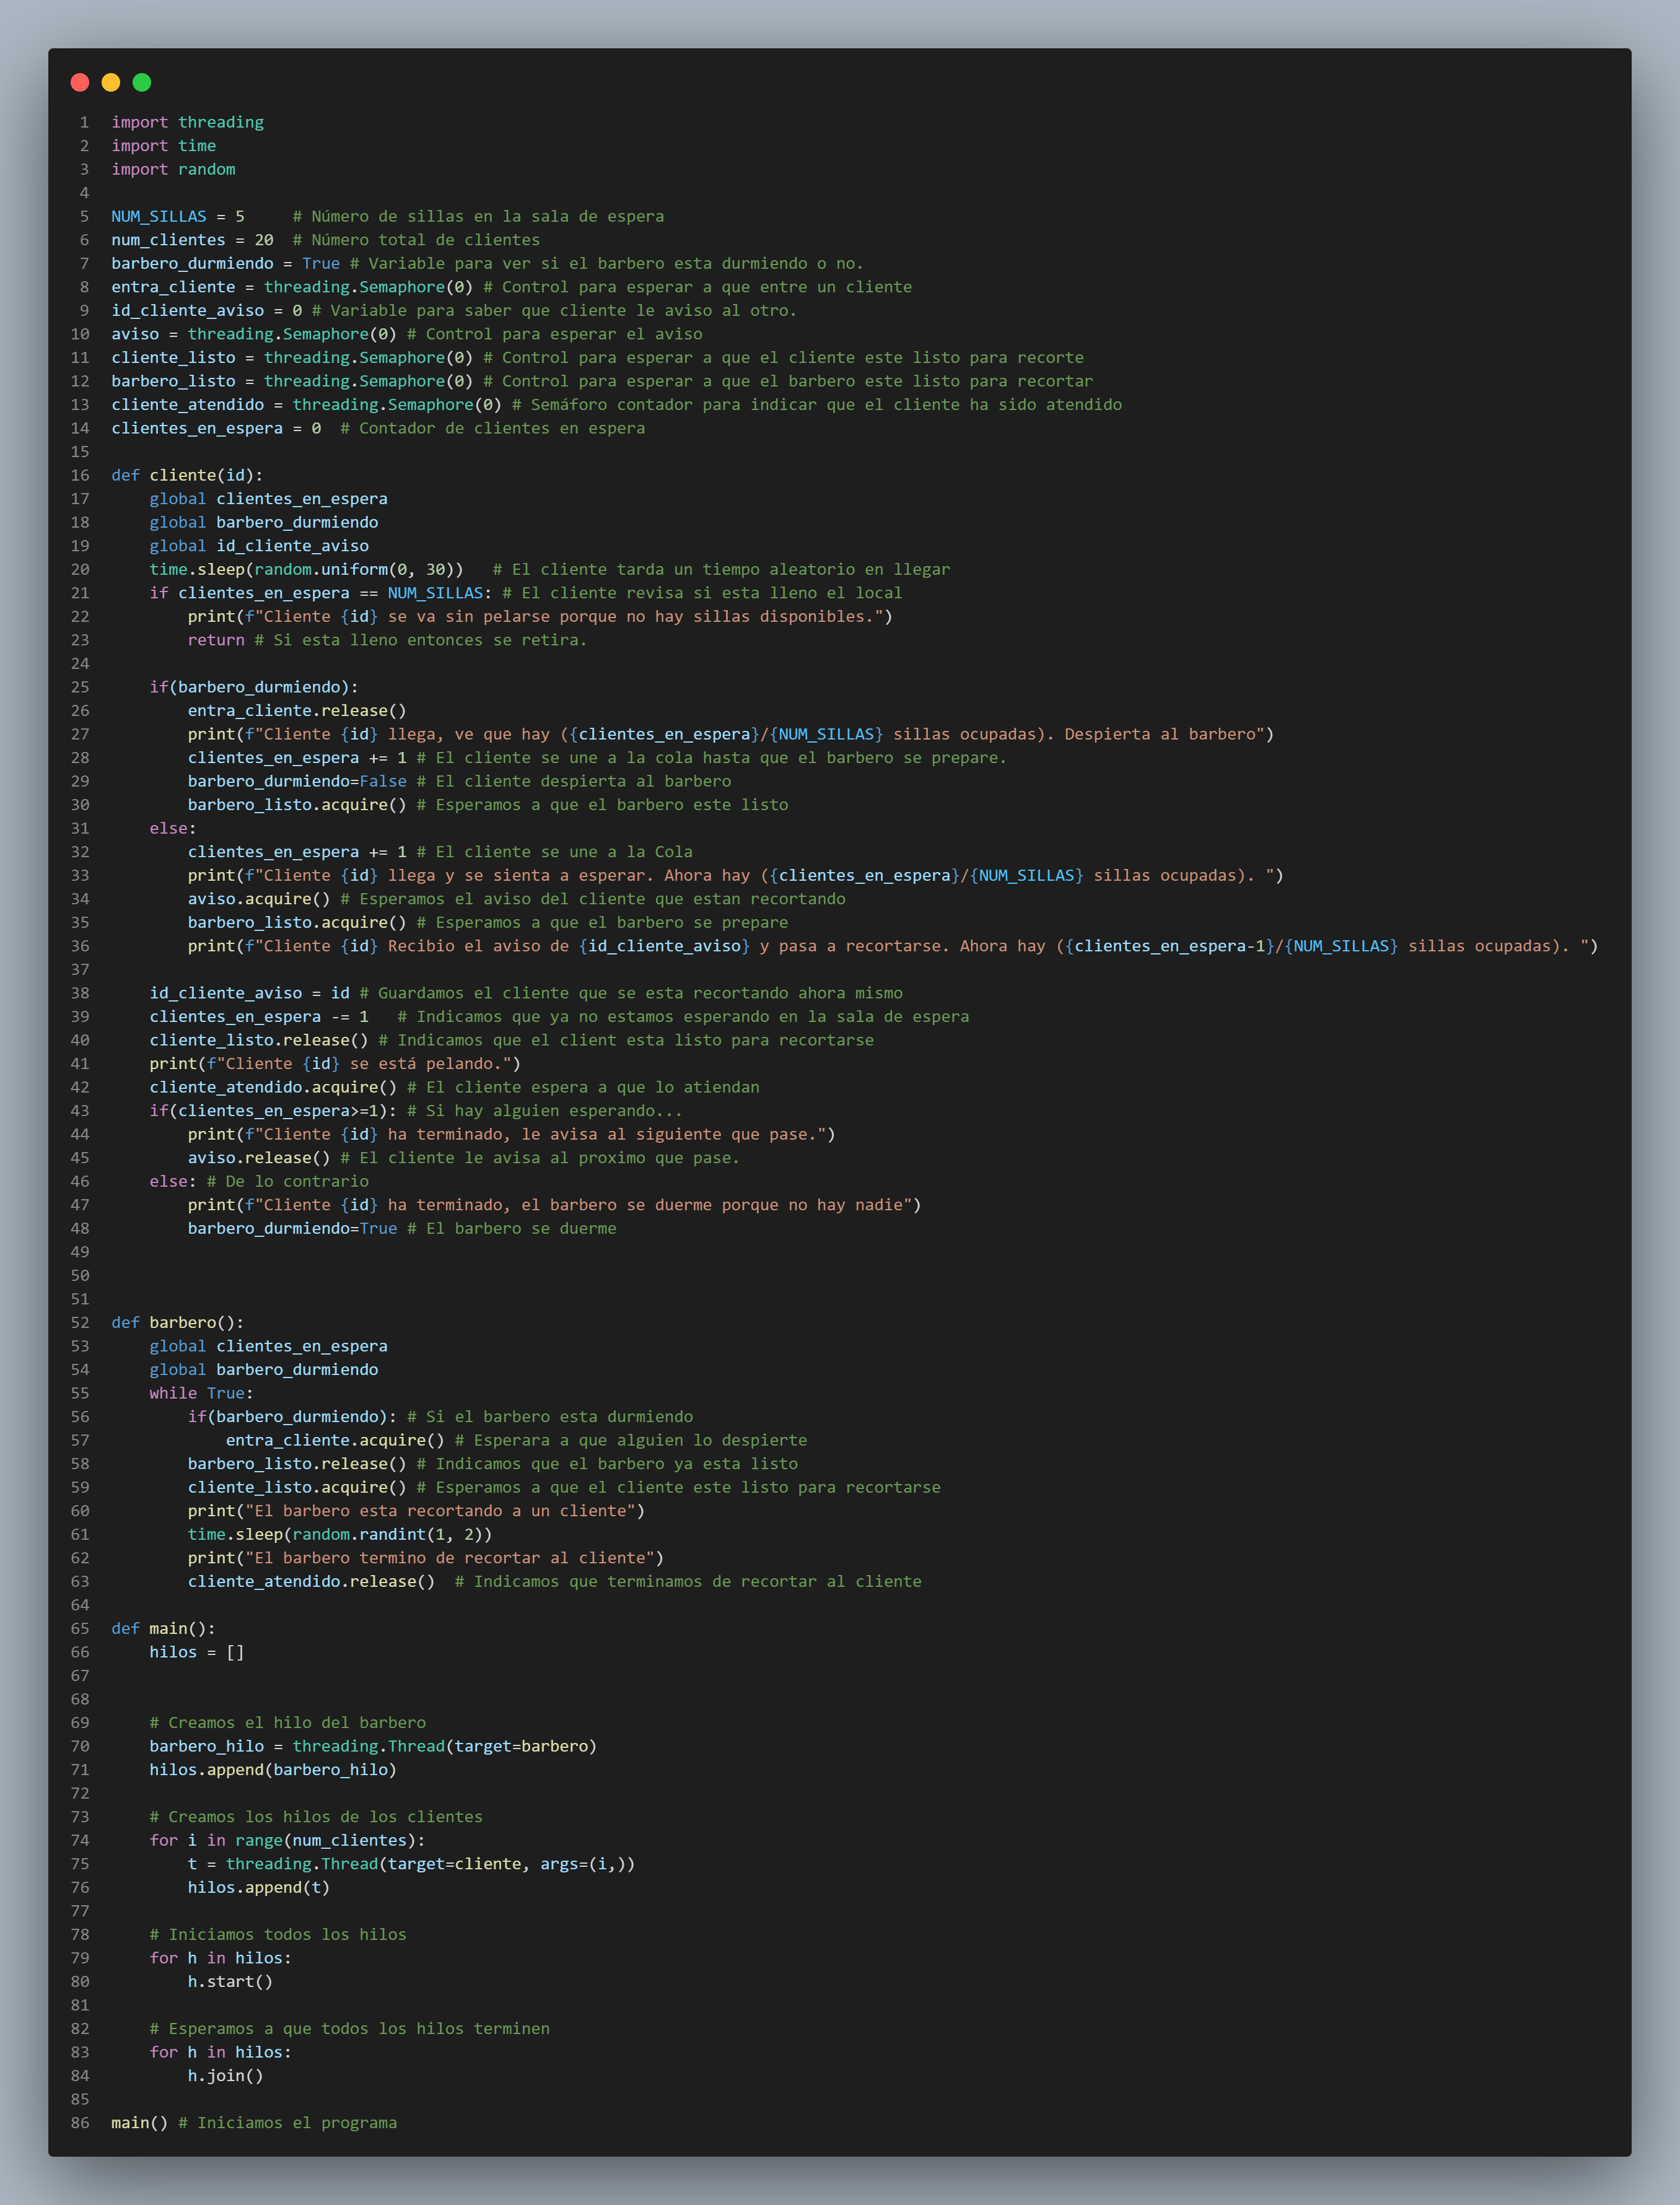 1 import threading
2 import time
3 import random
4
5 NUM_SILLAS = 5     # Número de sillas en la sala de espera
6 num_clientes = 20  # Número total de clientes
7 barbero_durmiendo = True # Variable para ver si el barbero esta durmiendo o no.
8 entra_cliente = threading.Semaphore(0) # Control para esperar a que entre un cliente
9 id_cliente_aviso = 0 # Variable para saber que cliente le aviso al otro.
10 aviso = threading.Semaphore(0) # Control para esperar el aviso
11 cliente_listo = threading.Semaphore(0) # Control para esperar a que el cliente este listo para recorte
12 barbero_listo = threading.Semaphore(0) # Control para esperar a que el barbero este listo para recortar
13 cliente_atendido = threading.Semaphore(0) # Semáforo contador para indicar que el cliente ha sido atendido
14 clientes_en_espera = 0  # Contador de clientes en espera
15
16 def cliente(id):
17     global clientes_en_espera
18     global barbero_durmiendo
19     global id_cliente_aviso
20     time.sleep(random.uniform(0, 30))   # El cliente tarda un tiempo aleatorio en llegar
21     if clientes_en_espera == NUM_SILLAS: # El cliente revisa si esta lleno el local
22         print(f"Cliente {id} se va sin pelarse porque no hay sillas disponibles.")
23         return # Si esta lleno entonces se retira.
24
25     if(barbero_durmiendo):
26         entra_cliente.release()
27         print(f"Cliente {id} llega, ve que hay ({clientes_en_espera}/{NUM_SILLAS} sillas ocupadas). Despierta al barbero")
28         clientes_en_espera += 1 # El cliente se une a la cola hasta que el barbero se prepare.
29         barbero_durmiendo=False # El cliente despierta al barbero
30         barbero_listo.acquire() # Esperamos a que el barbero este listo
31     else:
32         clientes_en_espera += 1 # El cliente se une a la Cola
33         print(f"Cliente {id} llega y se sienta a esperar. Ahora hay ({clientes_en_espera}/{NUM_SILLAS} sillas ocupadas). ")
34         aviso.acquire() # Esperamos el aviso del cliente que estan recortando
35         barbero_listo.acquire() # Esperamos a que el barbero se prepare
36         print(f"Cliente {id} Recibio el aviso de {id_cliente_aviso} y pasa a recortarse. Ahora hay ({clientes_en_espera-1}/{NUM_SILLAS} sillas ocupadas). ")
37
38     id_cliente_aviso = id # Guardamos el cliente que se esta recortando ahora mismo
39     clientes_en_espera -= 1   # Indicamos que ya no estamos esperando en la sala de espera
40     cliente_listo.release() # Indicamos que el client esta listo para recortarse
41     print(f"Cliente {id} se está pelando.")
42     cliente_atendido.acquire() # El cliente espera a que lo atiendan
43     if(clientes_en_espera>=1): # Si hay alguien esperando...
44         print(f"Cliente {id} ha terminado, le avisa al siguiente que pase.")
45         aviso.release() # El cliente le avisa al proximo que pase.
46     else: # De lo contrario
47         print(f"Cliente {id} ha terminado, el barbero se duerme porque no hay nadie")
48         barbero_durmiendo=True # El barbero se duerme
49
50
51
52 def barbero():
53     global clientes_en_espera
54     global barbero_durmiendo
55     while True:
56         if(barbero_durmiendo): # Si el barbero esta durmiendo
57             entra_cliente.acquire() # Esperara a que alguien lo despierte
58         barbero_listo.release() # Indicamos que el barbero ya esta listo
59         cliente_listo.acquire() # Esperamos a que el cliente este listo para recortarse
60         print("El barbero esta recortando a un cliente")
61         time.sleep(random.randint(1, 2))
62         print("El barbero termino de recortar al cliente")
63         cliente_atendido.release()  # Indicamos que terminamos de recortar al cliente
64
65 def main():
66     hilos = []
67
68
69     # Creamos el hilo del barbero
70     barbero_hilo = threading.Thread(target=barbero)
71     hilos.append(barbero_hilo)
72
73     # Creamos los hilos de los clientes
74     for i in range(num_clientes):
75         t = threading.Thread(target=cliente, args=(i,))
76         hilos.append(t)
77
78     # Iniciamos todos los hilos
79     for h in hilos:
80         h.start()
81
82     # Esperamos a que todos los hilos terminen
83     for h in hilos:
84         h.join()
85
86 main() # Iniciamos el programa